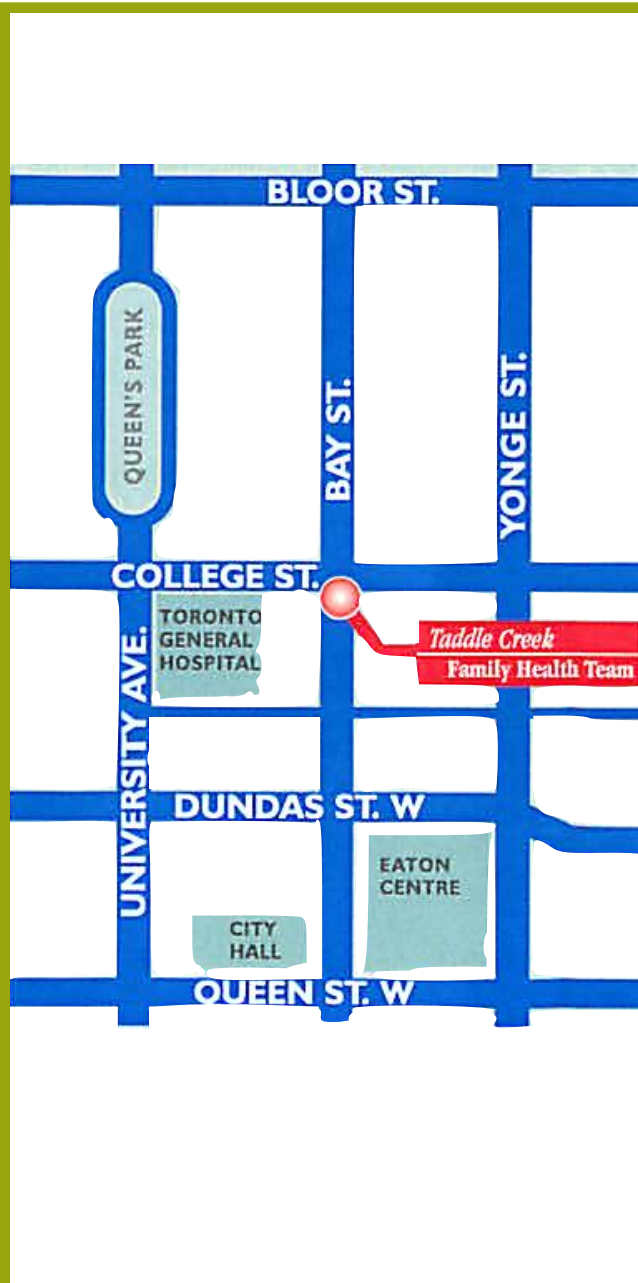 BLOOR ST.
QUEEN'S PARK
BAY ST.
YONGE ST.
COLLEGE ST.
TORONTO
GENERAL
HOSPITAL
Taddle Creek
Family Health Team
UNIVERSITY AVE.
DUNDAS ST. W
EATON
CENTRE
CITY
HALL
QUEEN ST. W